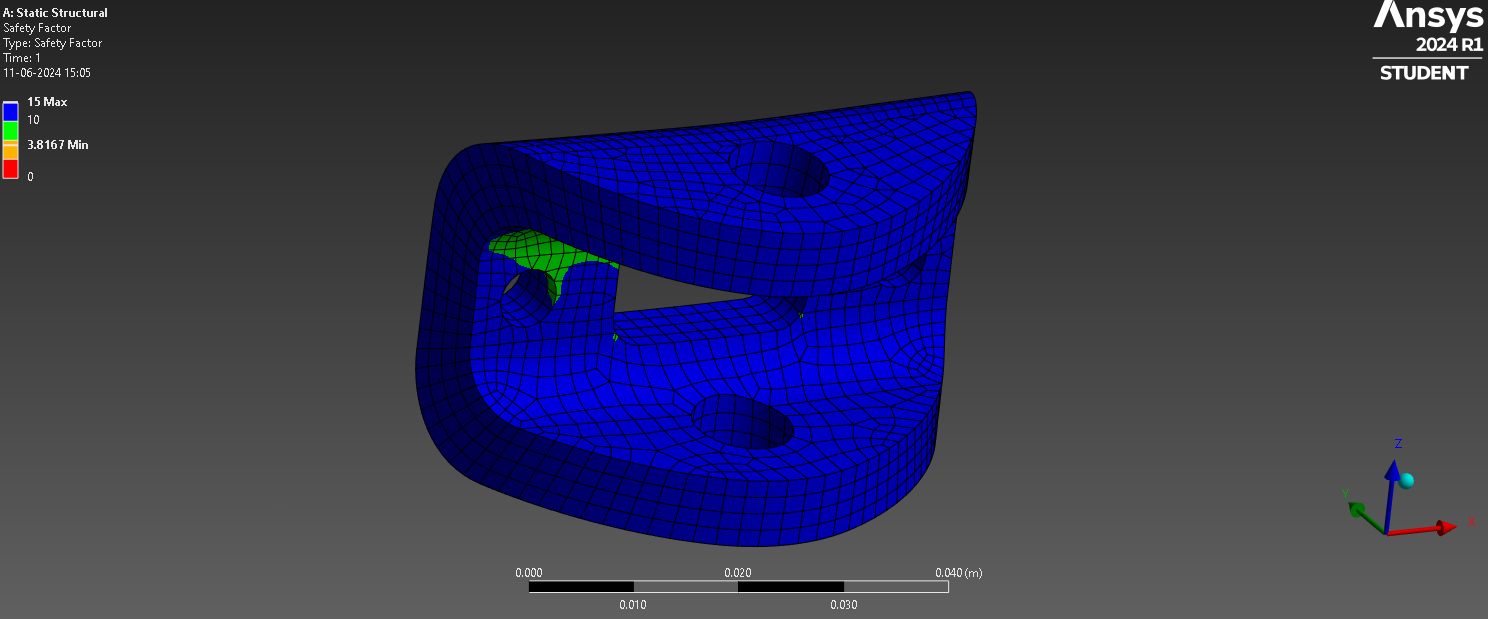 A: Static Structural
Safety Factor
Type: Safety Factor
Time: 1
11-06-2024 15:05
15 Max
10
3.8167 Min
0
Ansys
2024 R1
STUDENT
Z
Y
0.000
0.020
0.040 (m)
0.010
0.030